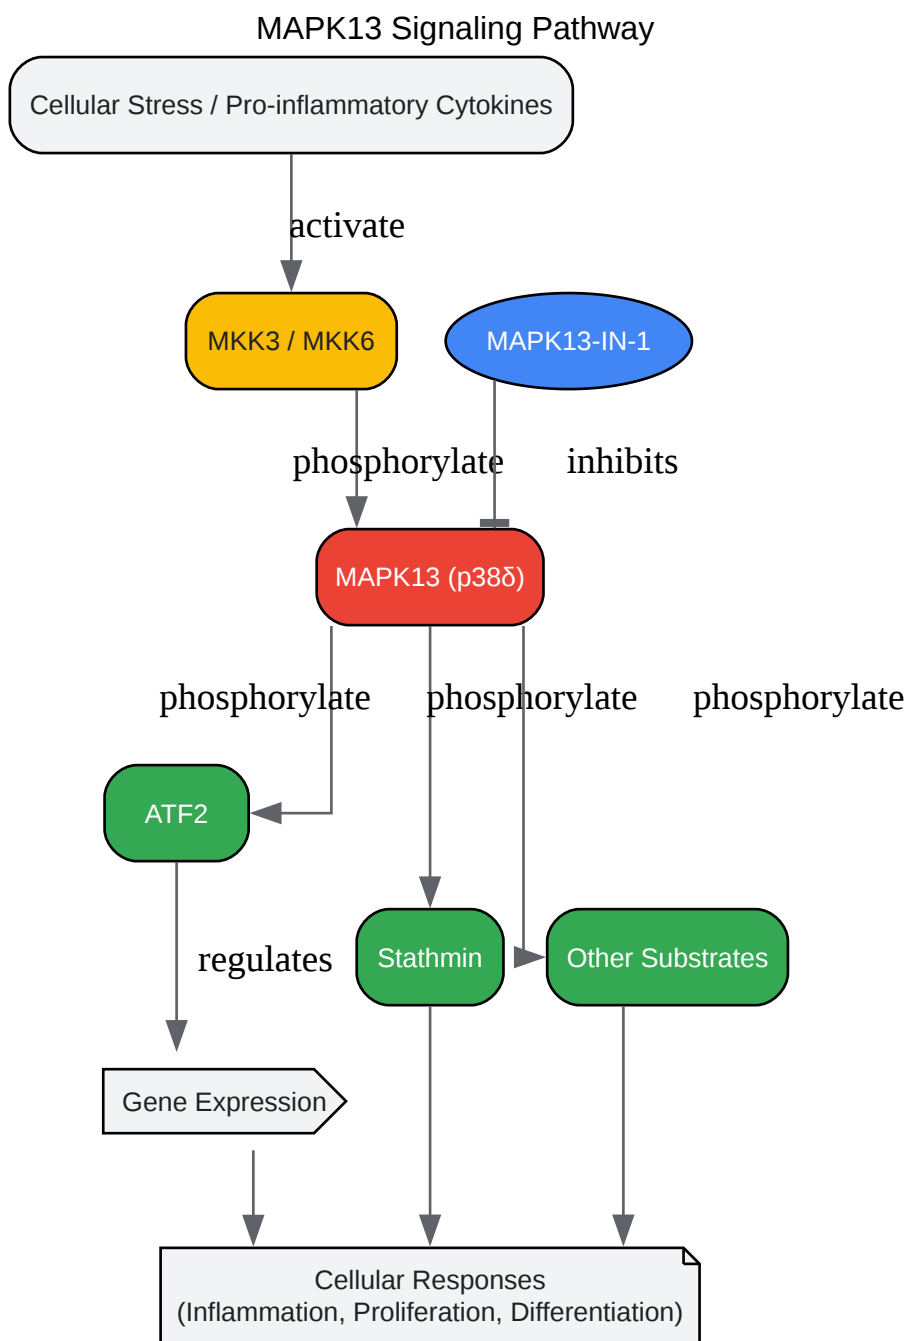 MAPK13 Signaling Pathway
Cellular Stress / Pro-inflammatory Cytokines
activate
MKK3 / MKK6
MAPK13-IN-1
phosphorylate
inhibits
MAPK13 (p38δ)
phosphorylate
phosphorylate
phosphorylate
ATF2
regulates
Stathmin
Other Substrates
Gene Expression
Cellular Responses
(Inflammation, Proliferation, Differentiation)